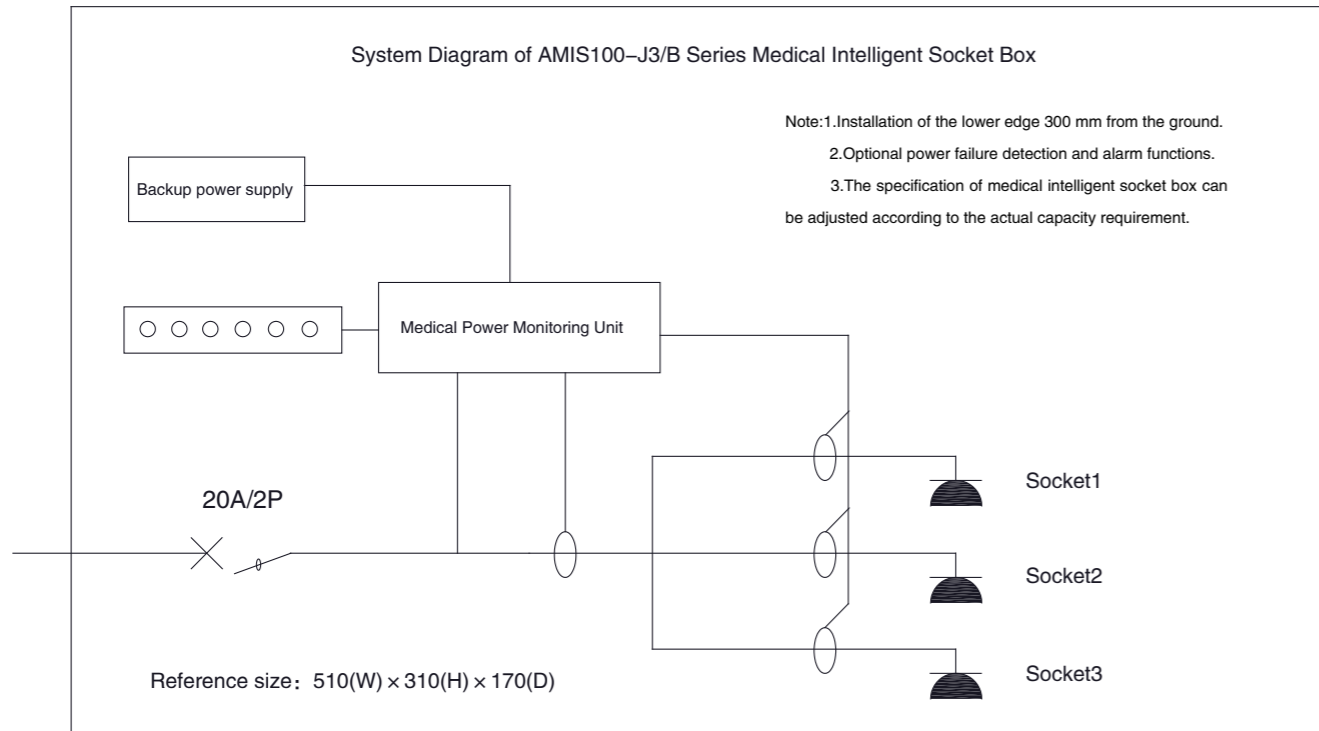 System Diagram of AMIS100-J3/B Series Medical Intelligent Socket Box
Note:1.Installation of the lower edge 300 mm from the ground.
2.Optional power failure detection and alarm functions.
3.The specification of medical intelligent socket box can
be adjusted according to the actual capacity requirement.
Backup power supply
Medical Power Monitoring Unit
20A/2P
Socket1
Socket2
Socket3
Reference size：510(W)×310(H)×170(D)